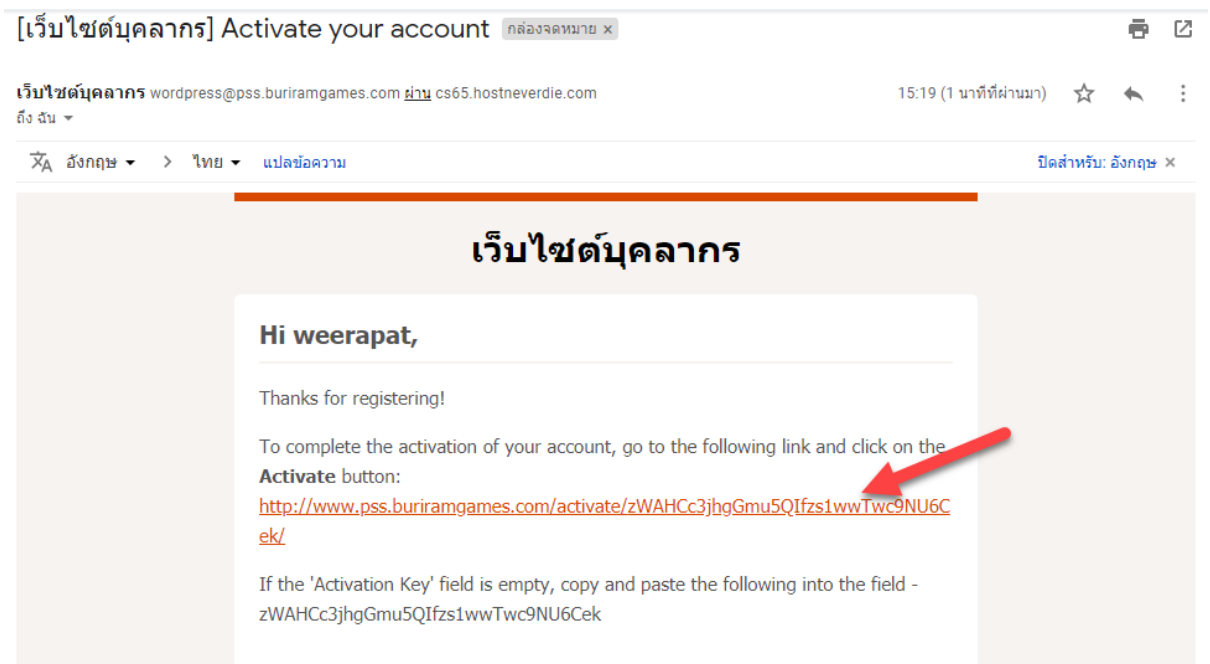 [เว็บไซต์บุคลากร] Activate your account กล่องจดหมาย ×
เว็บไซต์บุคลากร wordpress@pss.buriramgames.com ผ่าน cs65.hostneverdie.com 15:19 (1 นาทีที่ผ่านมา)
ถึง ฉัน
อังกฤษ > ไทย แปลข้อความ ปิดสำหรับ: อังกฤษ ×
เว็บไซต์บุคลากร
Hi weerapat,
Thanks for registering!
To complete the activation of your account, go to the following link and click on the
Activate button:
http://www.pss.buriramgames.com/activate/zWAHCc3jhgGmu5QIfzs1wwTwc9NU6C
ek/
If the 'Activation Key' field is empty, copy and paste the following into the field -
zWAHCc3jhgGmu5QIfzs1wwTwc9NU6Cek